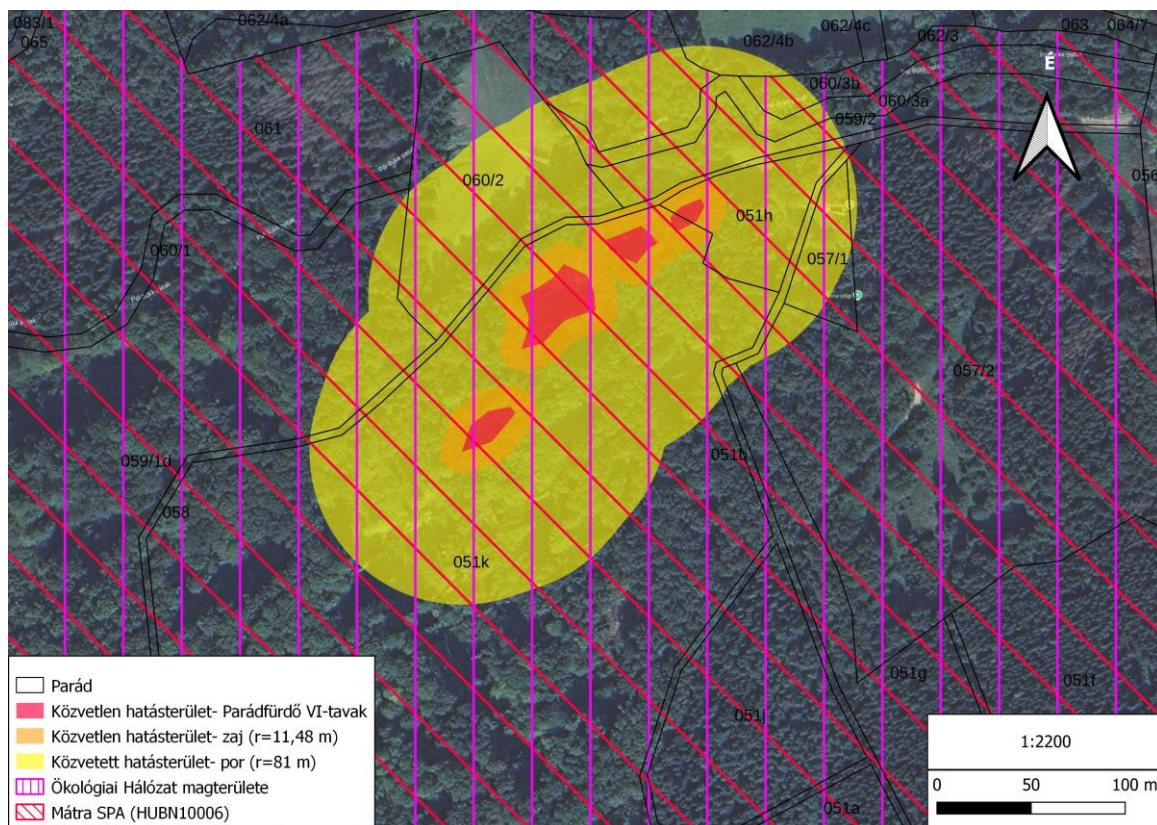 083/1
062/4a
062/4c
062/3
063
064/7
065
062/4b
É
060/3b
060/3a
061
059/2
056
060/2
051h
060/1
057/1
057/2
059/1d
051b
058
051k
051g
051f
051j
051a
Parád
Közvetlen hatásterület- Parádfürdő VI-tavak
Közvetlen hatásterület- zaj (r=11,48 m)
Közvetett hatásterület- por (r=81 m)
Ökológiai Hálózat magterülete
Mátra SPA (HUBN10006)
1:2200
0 50 100 m